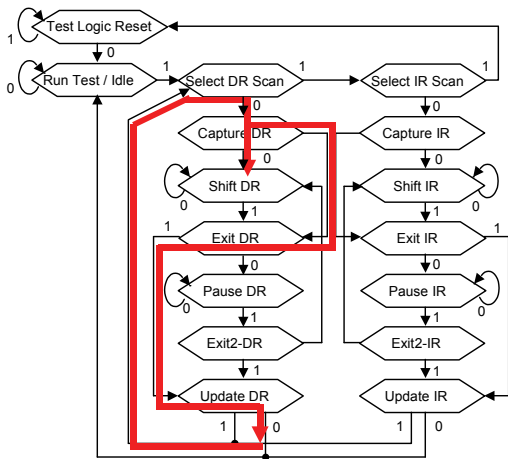 Test Logic Reset
1
0
Run Test / Idle
0
1
Select DR Scan
1
Select IR Scan
1
0
0
Capture DR
Capture IR
0
0
Shift DR
0
Shift IR
0
1
1
1
Exit DR
Exit IR
1
0
0
Pause DR
0
Pause IR
0
1
1
Exit2-DR
Exit2-IR
1
1
Update DR
Update IR
1
0
1
0